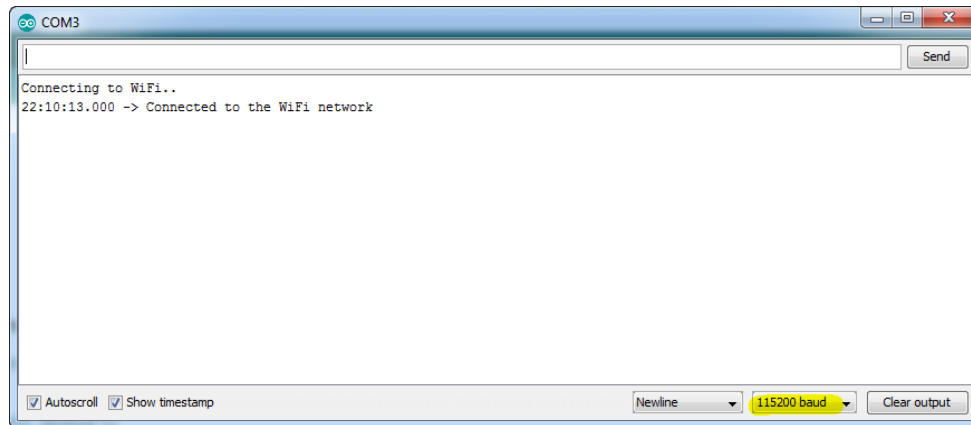 COM3
Send
Connecting to WiFi..
22:10:13.000 -> Connected to the WiFi network
Autoscroll Show timestamp Newline 115200 baud Clear output